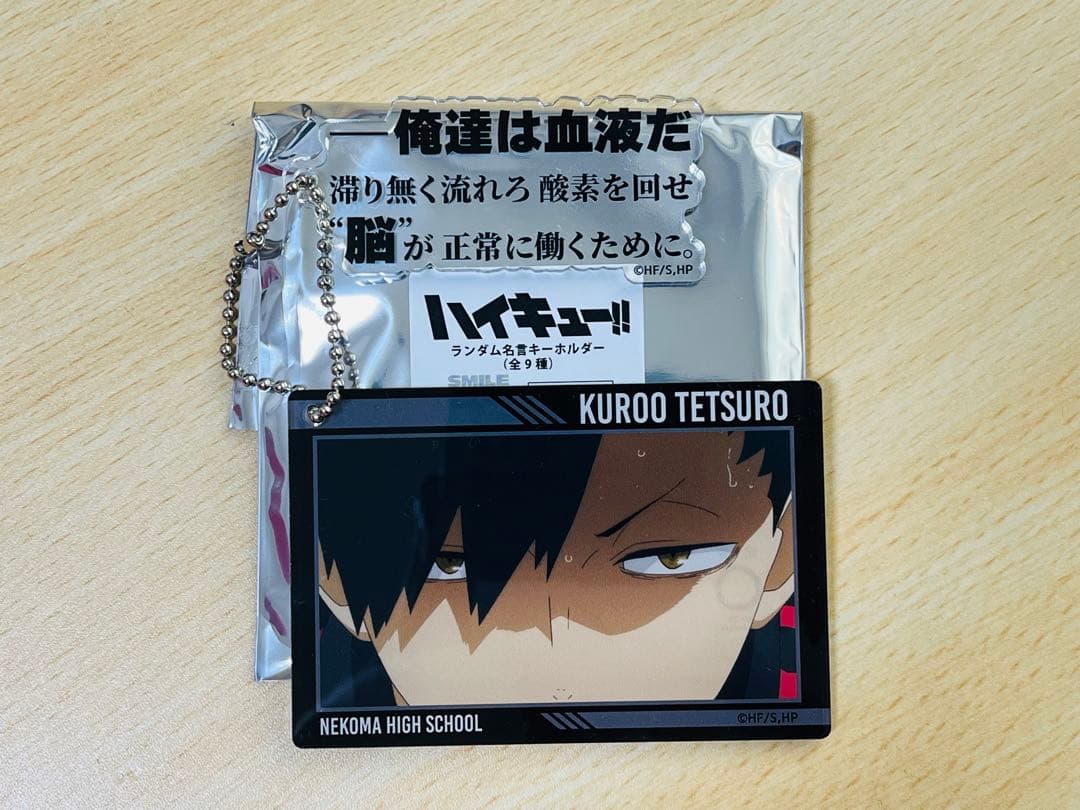 俺達は血液だ
滞り無く流れろ 酸素を回せ
“脳”が 正常に働くために。
©HF/S,HP
ハイキュー!!
ランダム名言キーホルダー
(全9種)
SMILE
KUROO TETSURO
NEKOMA HIGH SCHOOL
©HF/S,HP